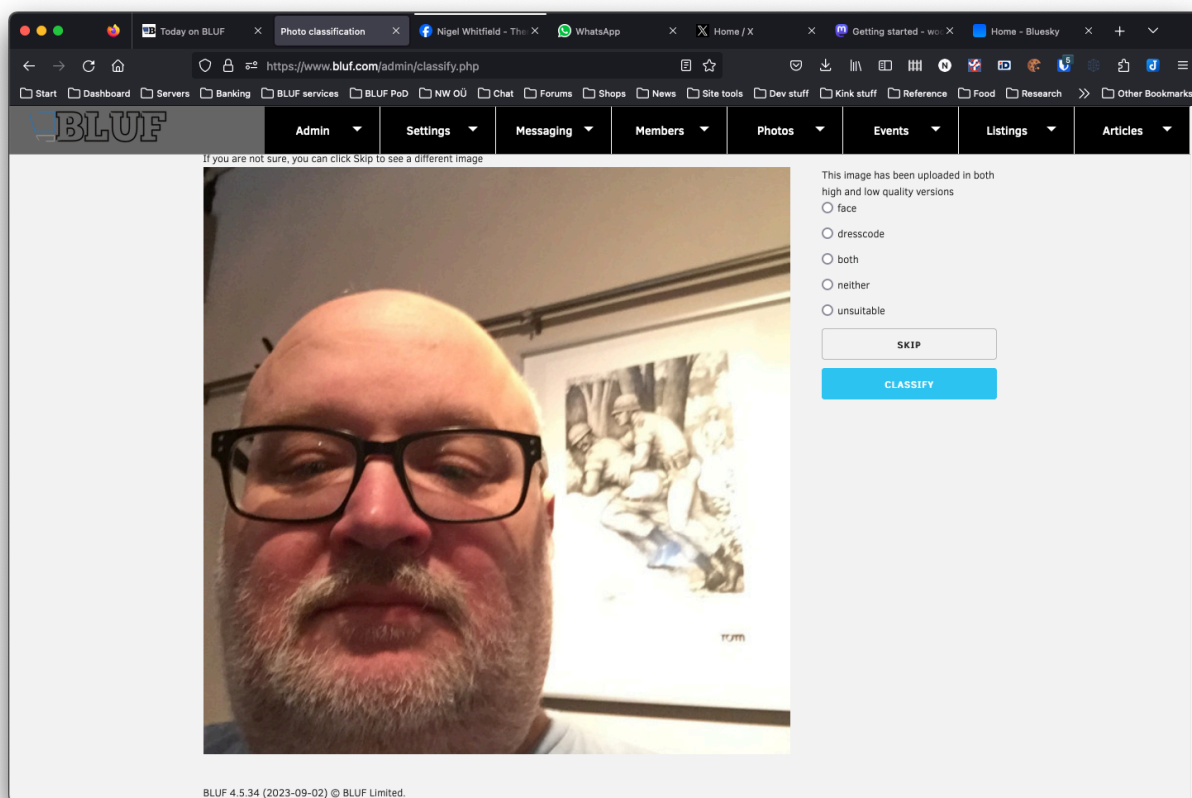 Today on BLUF
Photo classification
Nigel Whitfield - The
WhatsApp
Home / X
Getting started - wo
Home - Bluesky
https://www.bluf.com/admin/classify.php
5
Start Dashboard Servers Banking BLUF services BLUF PoD NW OÜ Chat Forums Shops News Site tools Dev stuff Kink stuff Reference Food Research Other Bookmarks
BLUF
Admin Settings Messaging Members Photos Events Listings Articles
If you are not sure, you can click Skip to see a different image
This image has been uploaded in both
high and low quality versions
face
dresscode
both
neither
unsuitable
SKIP
CLASSIFY
TOM
BLUF 4.5.34 (2023-09-02) © BLUF Limited.